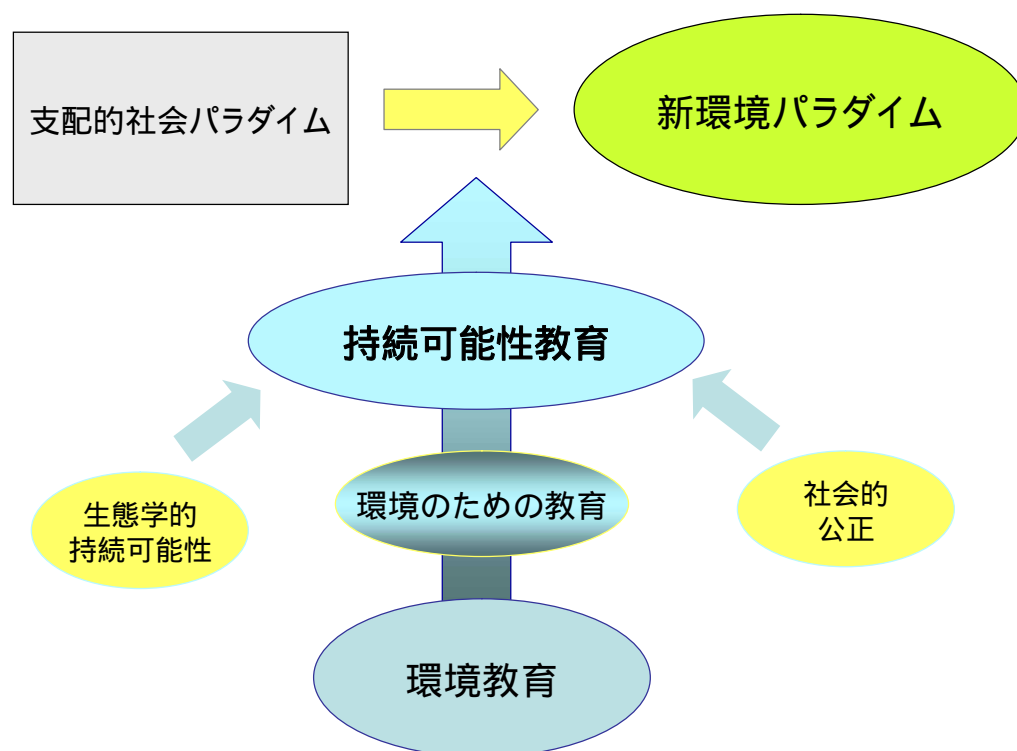 支配的社会パラダイム
新環境パラダイム
持続可能性教育
環境のための教育
生態学的
持続可能性
社会的
公正
環境教育